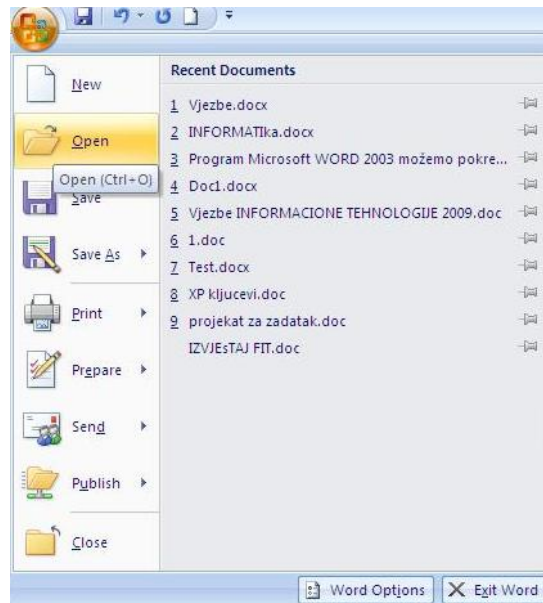 New
Open
Open (Ctrl+O)
Save
Save As
Print
Prepare
Send
Publish
Close
Recent Documents
1 Vjezbe.docx
2 INFORMATIka.docx
3 Program Microsoft WORD 2003 možemo pokre...
4 Doc1.docx
5 Vjezbe INFORMACIONE TEHNOLOGIJE 2009.doc
6 1.doc
7 Test.docx
8 XP kljucevi.doc
9 projekat za zadatak.doc
IZVJEsTAJ FIT.doc
Word Options
Exit Word